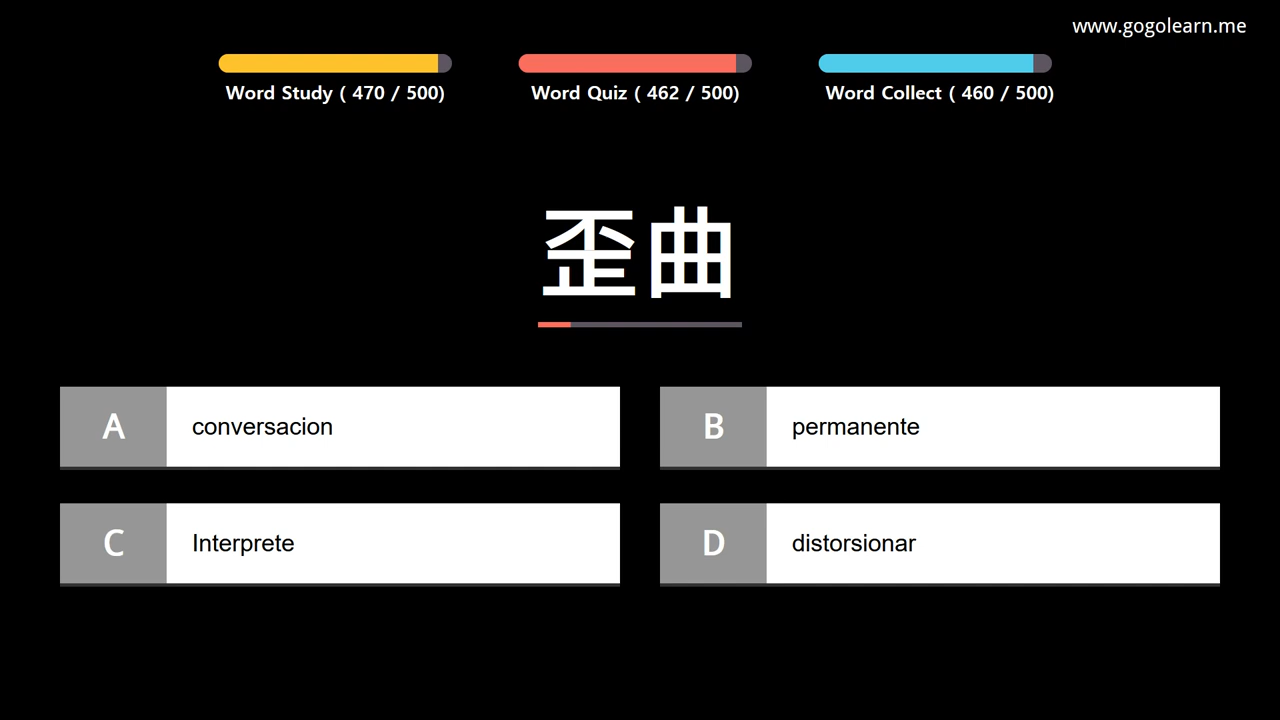 www.gogolearn.me
Word Study ( 470 / 500)
Word Quiz ( 462 / 500)
Word Collect ( 460 / 500)
歪曲
A conversacion
B permanente
C Interprete
D distorsionar